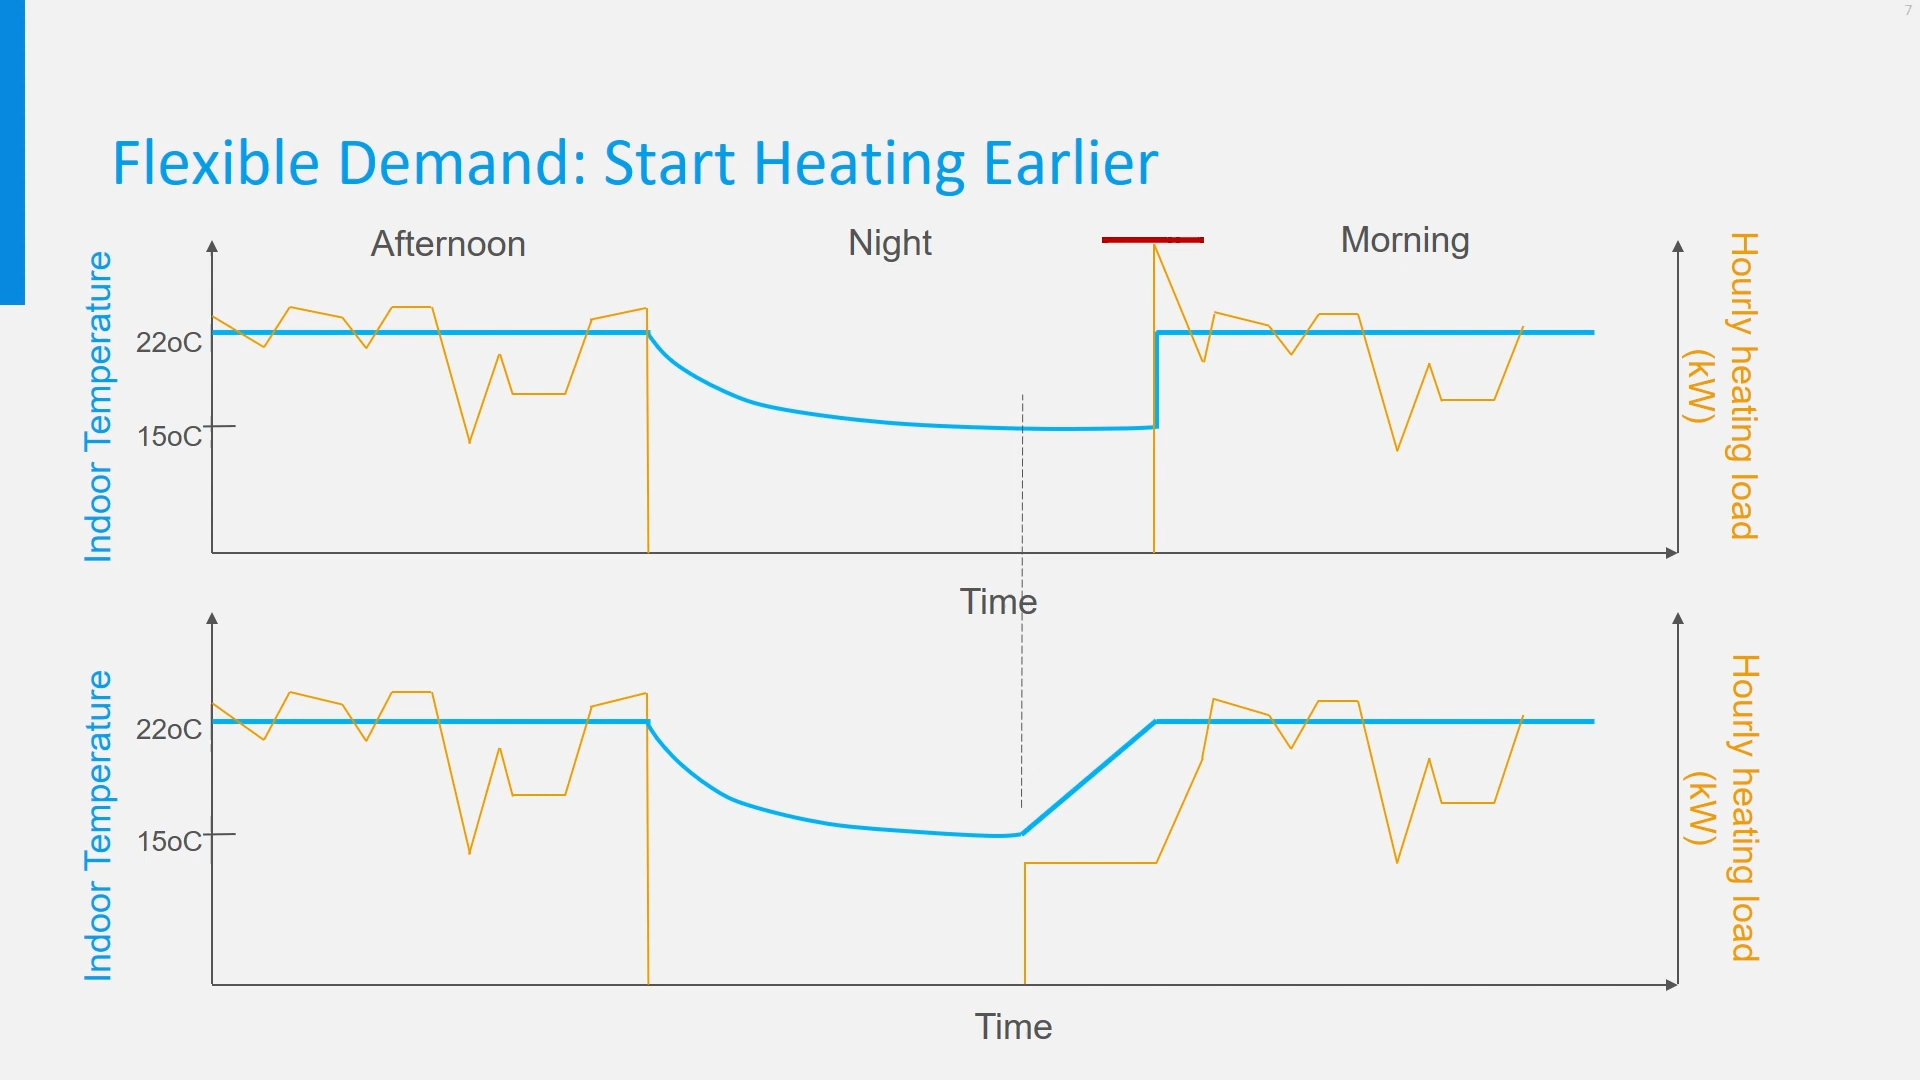 7
Flexible Demand: Start Heating Earlier
Afternoon
Night
Morning
Indoor Temperature
22oC
15oC
Hourly heating load
(kW)
Time
Indoor Temperature
22oC
15oC
Hourly heating load
(kW)
Time